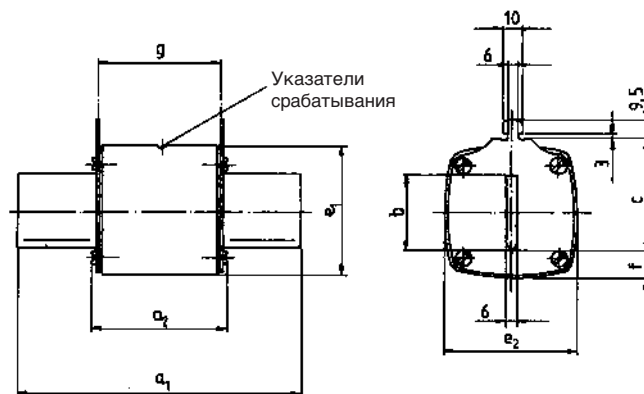 g
Указатели
срабатывания
e₁
a₂
a₁
10
6
9,5
3
b
c
f
6
e₂